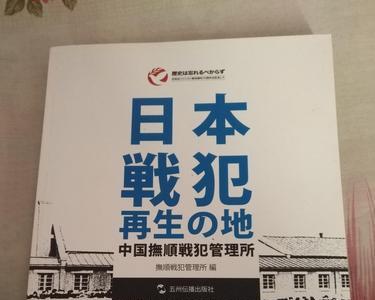 歴史は忘れるべからず
日本
戦犯
再生の地
中国撫順戦犯管理所
撫順戦犯管理所 編
五州伝播出版社